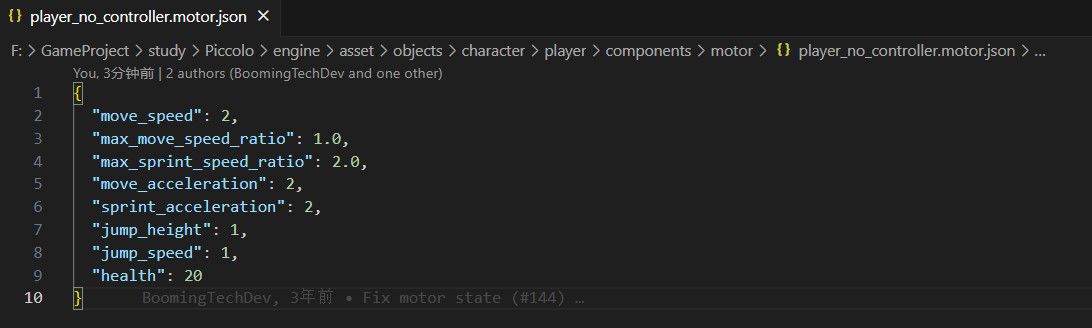 {} player_no_controller.motor.json ×
F: > GameProject > study > Piccolo > engine > asset > objects > character > player > components > motor > {} player_no_controller.motor.json > ...
You, 3分钟前 | 2 authors (BoomingTechDev and one other)
1 {
2 "move_speed": 2,
3 "max_move_speed_ratio": 1.0,
4 "max_sprint_speed_ratio": 2.0,
5 "move_acceleration": 2,
6 "sprint_acceleration": 2,
7 "jump_height": 1,
8 "jump_speed": 1,
9 "health": 20
10 } BoomingTechDev, 3年前 • Fix motor state (#144) …